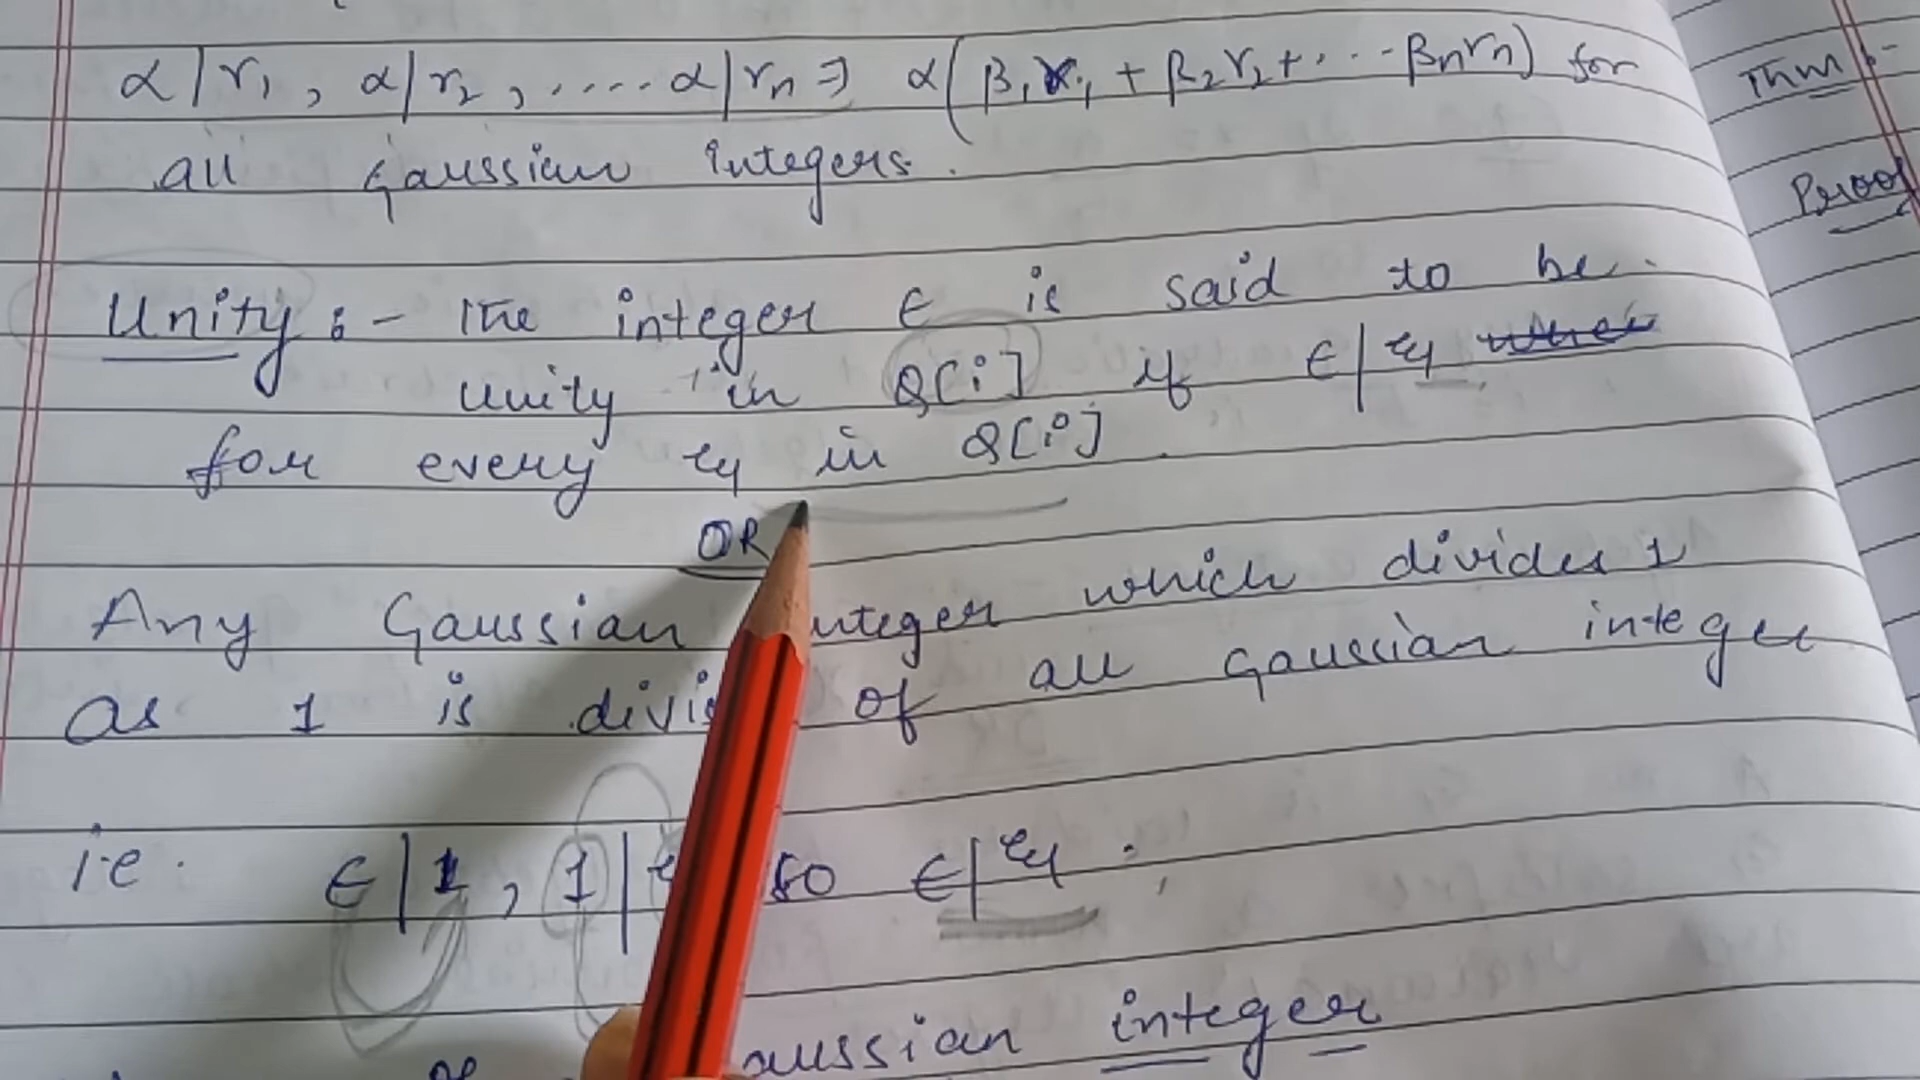 α|r₁, α|r₂, ..... α|rₙ ⇒ α(β₁r₁ + β₂r₂ + ... βₙrₙ) for
all Gaussian integers.
Unity :- The integer ϵ is said to be
unity in Q[i] if ϵ|ξ
for every ξ in Q[i].
OR
Any Gaussian integer which divides 1
as 1 is of all Gaussian integer
i.e. ϵ|1, 1| so ϵ|ξ.
integer
Thm :-
Proof